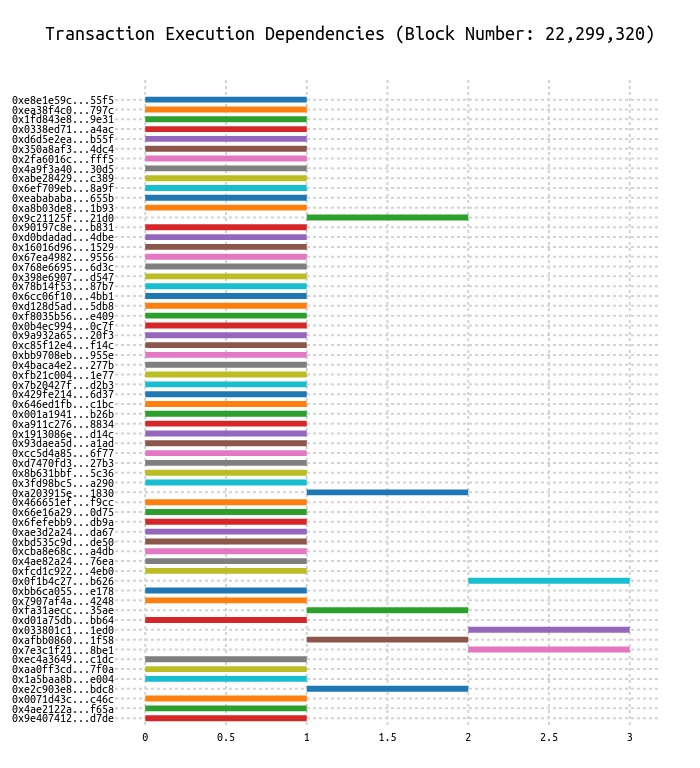 Transaction Execution Dependencies (Block Number: 22,299,320)
0xe8e1e59c...55f5
0xea38f4c0...797c
0x1fd843e8...9e31
0x0338ed71...a4ac
0xd6d5e2ea...b55f
0x350a8af3...4dc4
0x2fa6016c...fff5
0x4a9f3a40...30d5
0xabe28429...c389
0x6ef709eb...8a9f
0xeabababa...655b
0xa8b03de8...1b93
0x9c21125f...21d0
0x90197c8e...b831
0xd0bdadad...4dbe
0x16016d96...1529
0x67ea4982...9556
0x768e6695...6d3c
0x398e6907...d547
0x78b14f53...87b7
0x6cc06f10...4bb1
0xd128d5ad...5db8
0xf8035b56...e409
0x0b4ec994...0c7f
0x9a932a65...20f3
0xc85f12e4...f14c
0xbb9708eb...955e
0x4baca4e2...277b
0xfb21c004...1e77
0x7b20427f...d2b3
0x429fe214...6d37
0x646ed1fb...c1bc
0x001a1941...b26b
0xa911c276...8834
0x1913086e...d14c
0x93daea5d...a1ad
0xcc5d4a85...6f77
0xd7470fd3...27b3
0x8b631bbf...5c36
0x3fd98bc5...a290
0xa203915e...1830
0x466651ef...f9cc
0x66e16a29...0d75
0x6fefebb9...db9a
0xae3d2a24...da67
0xbd535c9d...de50
0xcba8e68c...a4db
0x4ae82a24...76ea
0xfcd1c922...4eb0
0x0f1b4c27...b626
0xbb6ca055...e178
0x7907af4a...4248
0xfa31aecc...35ae
0xd01a75db...bb64
0x033801c1...1ed0
0xafbb0860...1f58
0x7e3c1f21...8be1
0xec4a3649...c1dc
0xaa0ff3cd...7f0a
0x1a5baa8b...e004
0xe2c903e8...bdc8
0x0071d43c...c46c
0x4ae2122a...f65a
0x9e407412...d7de
0 0.5 1 1.5 2 2.5 3